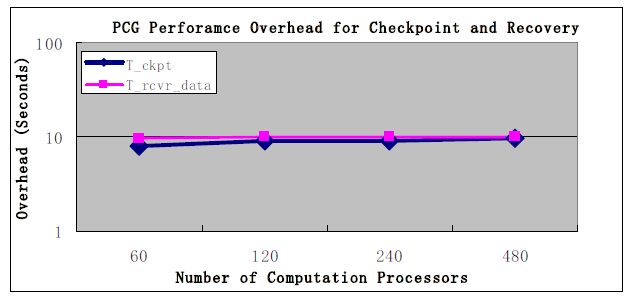 PCG Perforamce Overhead for Checkpoint and Recovery
100
T_ckpt
T_rcvr_data
10
Overhead (Seconds)
1
60 120 240 480
Number of Computation Processors